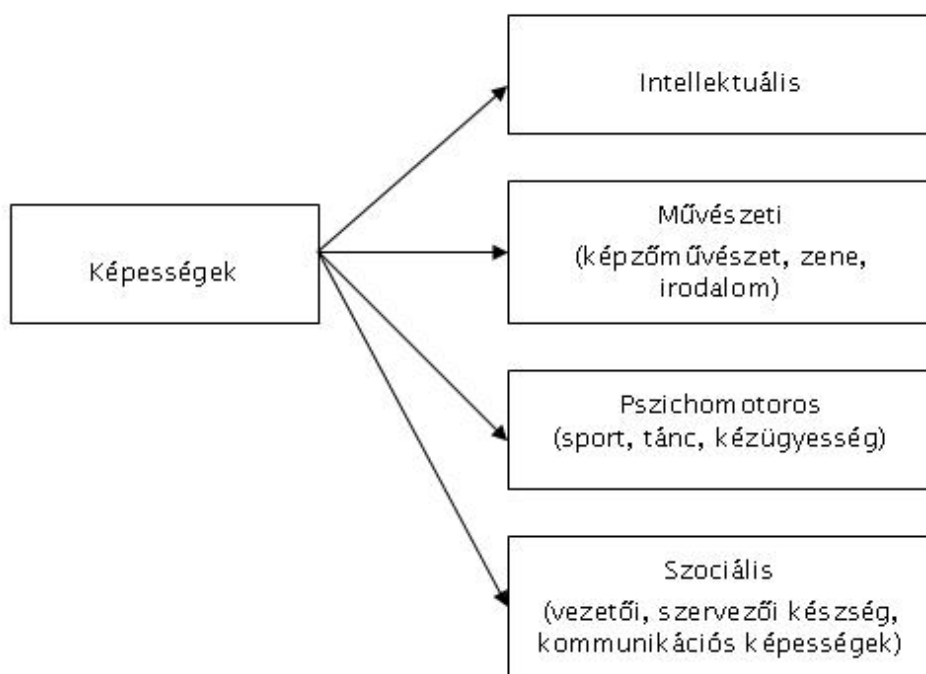 Képességek
Intellektuális
Művészeti
(képzőművészet, zene,
irodalom)
Pszichomotoros
(sport, tánc, kézügyesség)
Szociális
(vezetői, szervezői készség,
kommunikációs képességek)